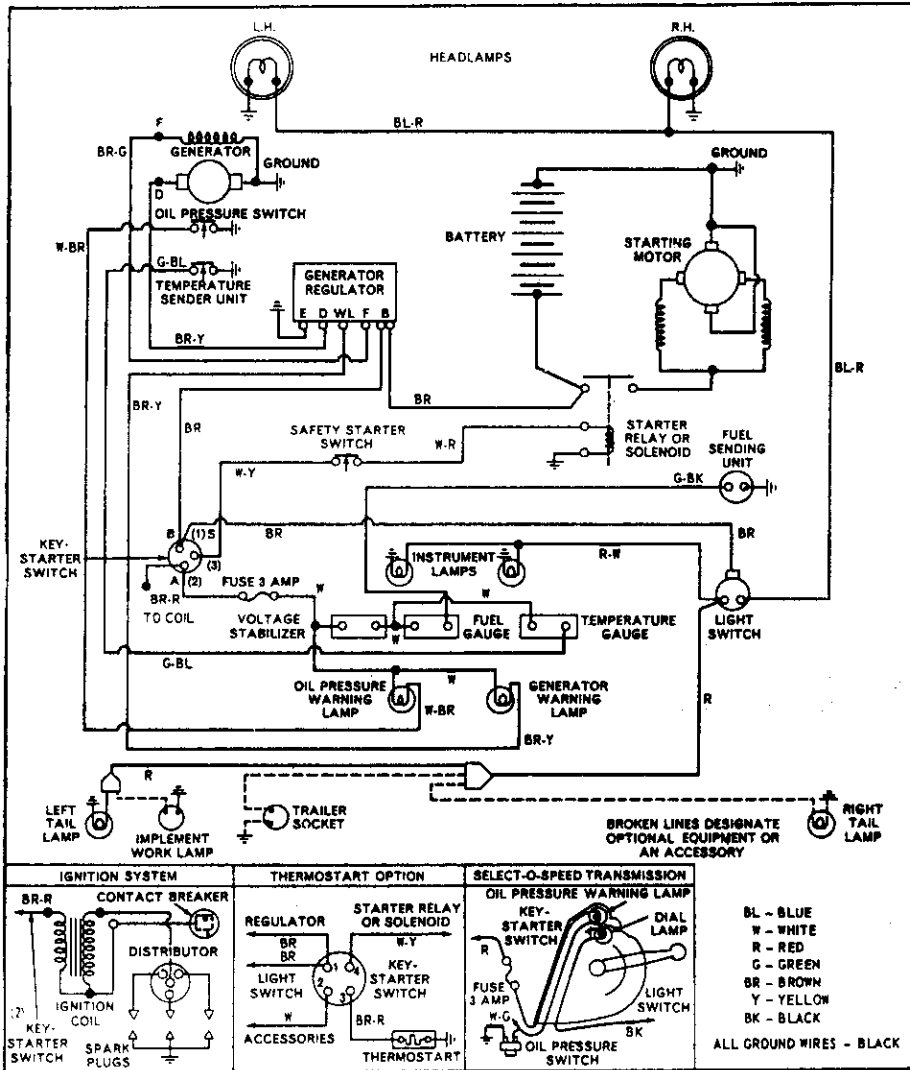 L.H.
R.H.
HEADLAMPS
BL-R
F
BR-G
GENERATOR
GROUND
D
OIL PRESSURE SWITCH
W-BR
G-BL
TEMPERATURE
SENDER UNIT
GENERATOR
REGULATOR
E D WL F B
BR-Y
BATTERY
GROUND
STARTING
MOTOR
BL-R
BR-Y
BR
BR
SAFETY STARTER
SWITCH
W-R
W-Y
STARTER
RELAY OR
SOLENOID
FUEL
SENDING
UNIT
G-BK
KEY-
STARTER
SWITCH
B
(1) S
(3)
A (2)
BR
BR
BR-R
TO COIL
FUSE 3 AMP
W
INSTRUMENT
LAMPS
R-W
W
VOLTAGE
STABILIZER
W
FUEL
GAUGE
TEMPERATURE
GAUGE
LIGHT
SWITCH
G-BL
OIL PRESSURE
WARNING
LAMP
W
W-BR
GENERATOR
WARNING
LAMP
BR-Y
R
R
LEFT
TAIL
LAMP
IMPLEMENT
WORK LAMP
TRAILER
SOCKET
BROKEN LINES DESIGNATE
OPTIONAL EQUIPMENT OR
AN ACCESSORY
RIGHT
TAIL
LAMP
IGNITION SYSTEM
BR-R
CONTACT BREAKER
DISTRIBUTOR
IGNITION
COIL
(2)
KEY-
STARTER
SWITCH
SPARK
PLUGS
THERMOSTART OPTION
REGULATOR
BR
BR
LIGHT
SWITCH
W
ACCESSORIES
STARTER RELAY
OR SOLENOID
W-Y
1 4
2
3
KEY-
STARTER
SWITCH
BR-R
THERMOSTART
SELECT-O-SPEED TRANSMISSION
OIL PRESSURE WARNING LAMP
KEY-
STARTER
SWITCH
DIAL
LAMP
R
FUSE
3 AMP
W-G
LIGHT
SWITCH
BK
OIL PRESSURE
SWITCH
BL - BLUE
W - WHITE
R - RED
G - GREEN
BR - BROWN
Y - YELLOW
BK - BLACK
ALL GROUND WIRES - BLACK